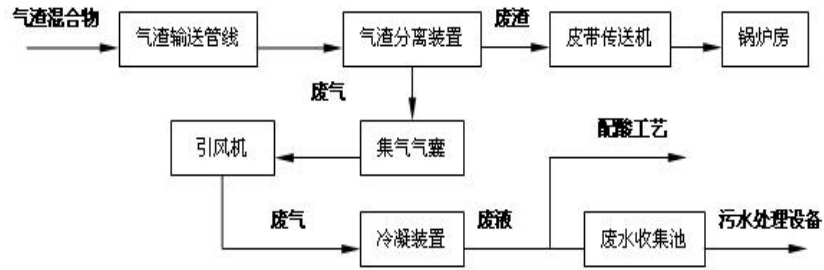 气渣混合物
气渣输送管线
气渣分离装置
废渣
皮带传送机
锅炉房
废气
引风机
集气气囊
配酸工艺
废气
冷凝装置
废液
废水收集池
污水处理设备